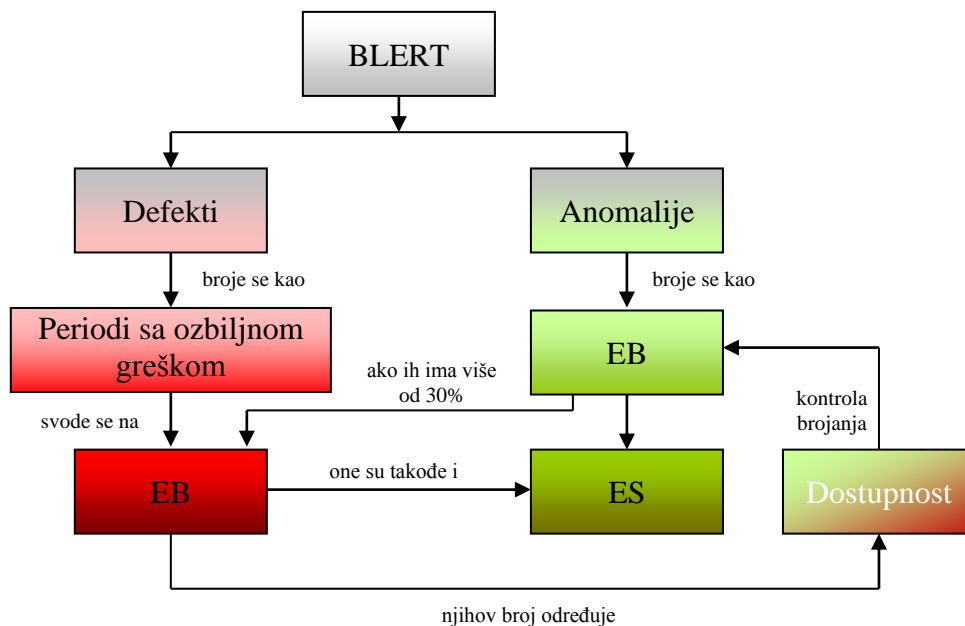 BLERT
Defekti
Anomalije
broje se kao
broje se kao
Periodi sa ozbiljnom
greškom
EB
ako ih ima više
od 30%
kontrola
brojanja
svode se na
EB
one su takođe i
ES
Dostupnost
njihov broj određuje